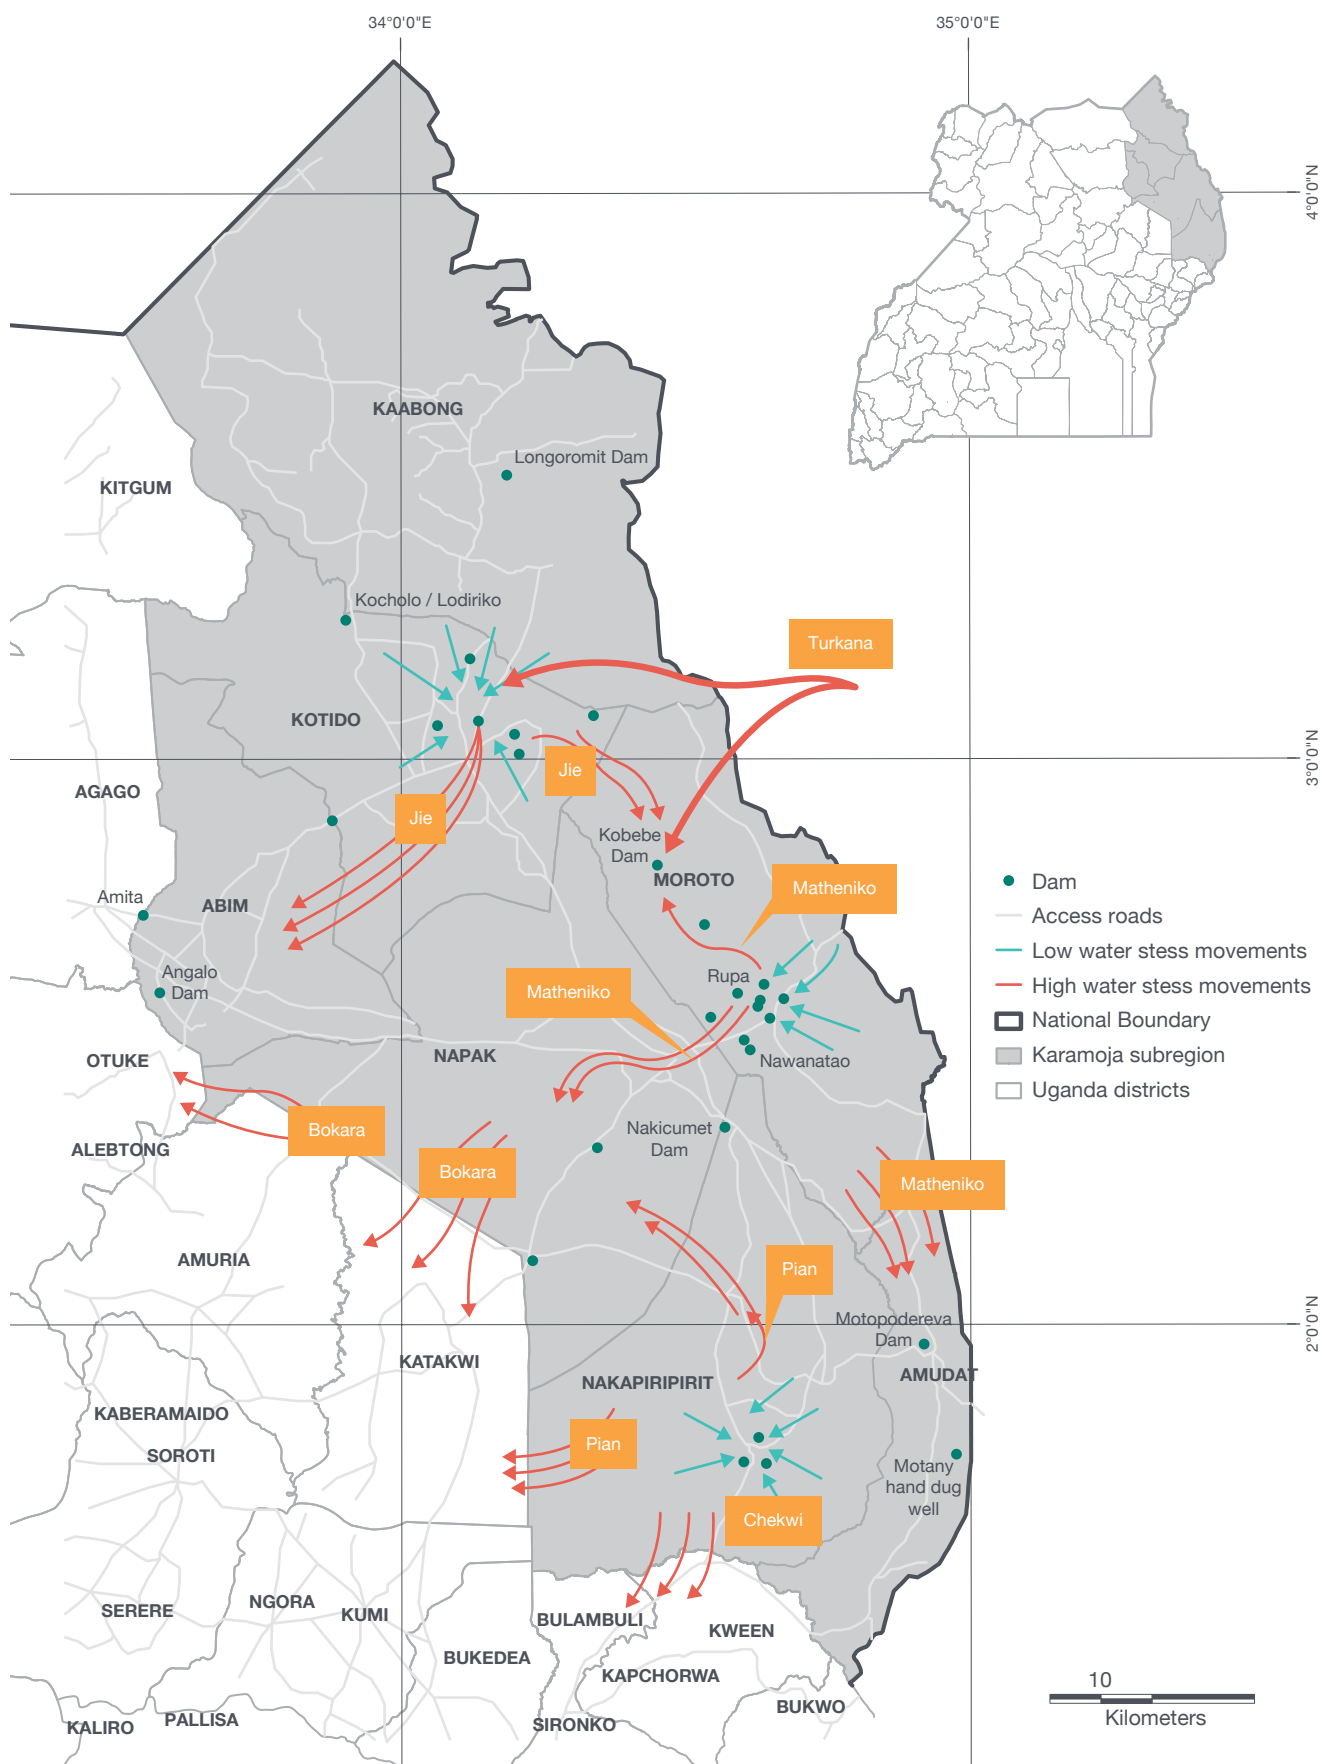 34°0'0"E
35°0'0"E
4°0'0"N
KAABONG
Longoromit Dam
KITGUM
Kocholo / Lodiriko
Turkana
KOTIDO
3°0'0"N
Jie
AGAGO
Jie
Kobebe
Dam
MOROTO
Matheniko
Amita
ABIM
Angalo
Dam
Rupa
Matheniko
NAPAK
Nawanatao
OTUKE
Dam
Access roads
Low water stess movements
High water stess movements
National Boundary
Karamoja subregion
Uganda districts
Bokara
ALEBTONG
Nakicumet
Dam
Bokara
Matheniko
AMURIA
Pian
Motopodereva
Dam
2°0'0"N
KATAKWI
AMUDAT
NAKAPIRIPIRIT
KABERAMAIDO
SOROTI
Pian
Motany
hand dug
well
Chekwi
NGORA
SERERE
KUMI
BULAMBULI
KWEEN
BUKEDEA
KAPCHORWA
BUKWO
PALLISA
KALIRO
SIRONKO
10
Kilometers